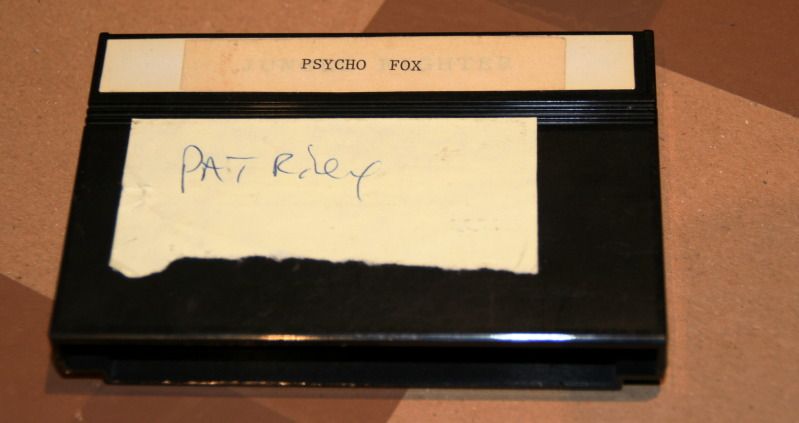 PSYCHO FOX
PAT Riley